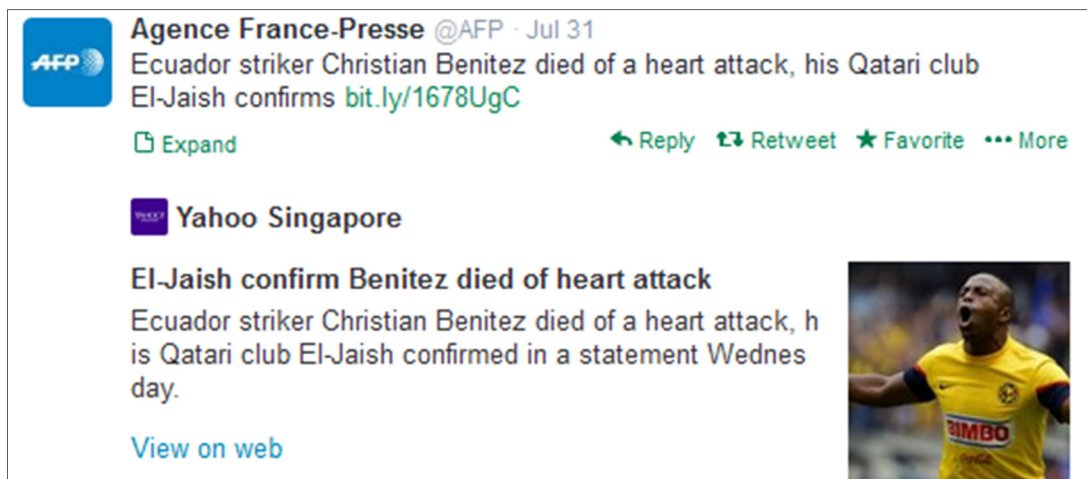 Agence France-Presse @AFP · Jul 31
AFP
Ecuador striker Christian Benitez died of a heart attack, his Qatari club
El-Jaish confirms bit.ly/1678UgC
Expand Reply Retweet Favorite More
Yahoo Singapore
El-Jaish confirm Benitez died of heart attack
Ecuador striker Christian Benitez died of a heart attack, h
is Qatari club El-Jaish confirmed in a statement Wednes
day.
BIMBO
View on web